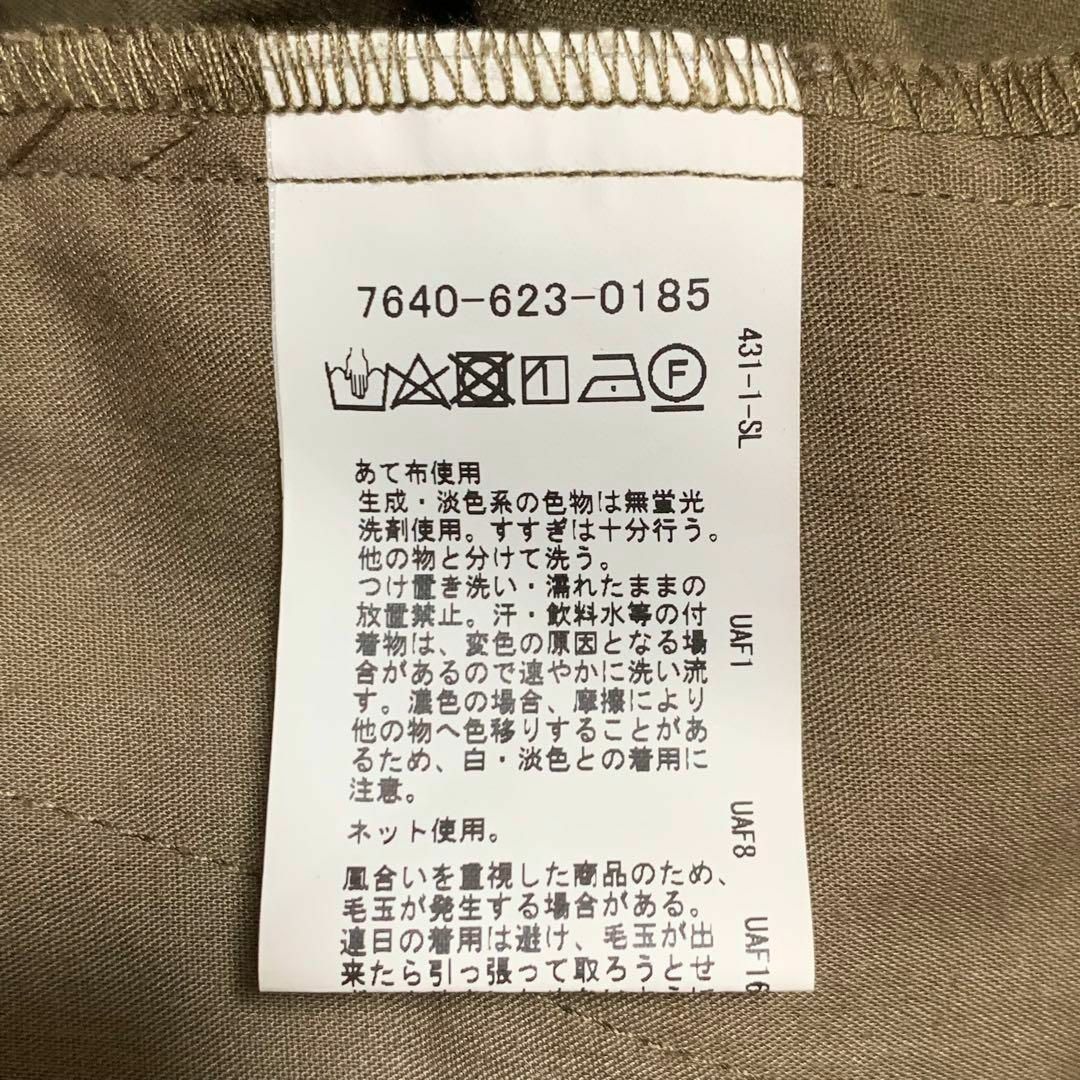 7640-623-0185
F
あて布使用
生成・淡色系の色物は無蛍光
洗剤使用。すすぎは十分行う。
他の物と分けて洗う。
つけ置き洗い・濡れたままの
放置禁止。汗・飲料水等の付
着物は、変色の原因となる場
合があるので速やかに洗い流
す。濃色の場合、摩擦により
他の物へ色移りすることがあ
るため、白・淡色との着用に
注意。
ネット使用。
風合いを重視した商品のため、
毛玉が発生する場合がある。
連日の着用は避け、毛玉が出
来たら引っ張って取ろうとせ
431-1-SL
UAF1
UAF8
UAF16